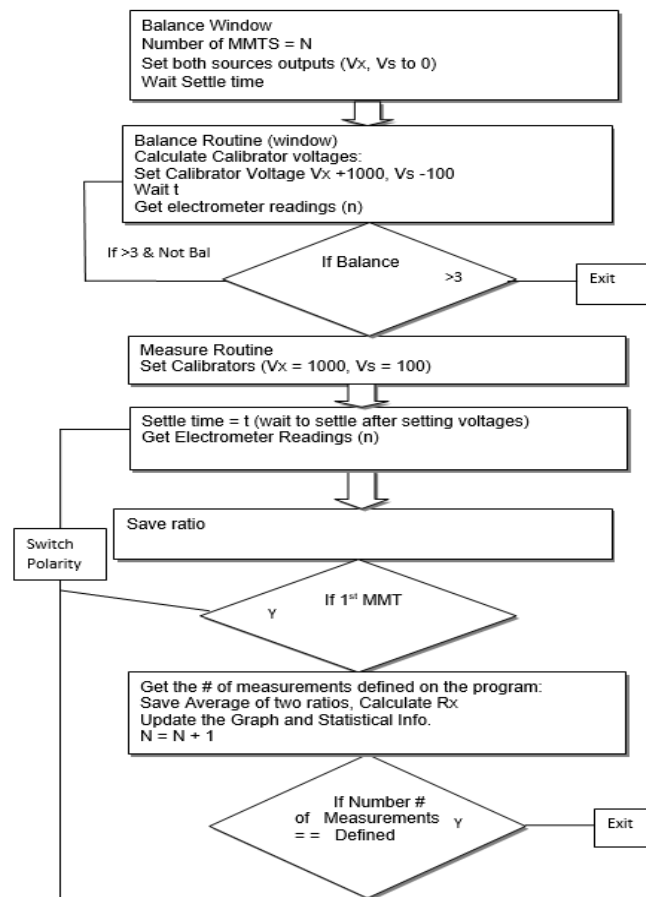 Balance Window
Number of MMTS = N
Set both sources outputs (Vx, Vs to 0)
Wait Settle time
Balance Routine (window)
Calculate Calibrator voltages:
Set Calibrator Voltage Vx +1000, Vs -100
Wait t
Get electrometer readings (n)
If >3 & Not Bal
If Balance
>3
Exit
Measure Routine
Set Calibrators (Vx = 1000, Vs = 100)
Settle time = t (wait to settle after setting voltages)
Get Electrometer Readings (n)
Save ratio
Switch
Polarity
If 1st MMT
Y
Get the # of measurements defined on the program:
Save Average of two ratios, Calculate Rx
Update the Graph and Statistical Info.
N = N + 1
If Number #
of Measurements
= = Defined
Y
Exit